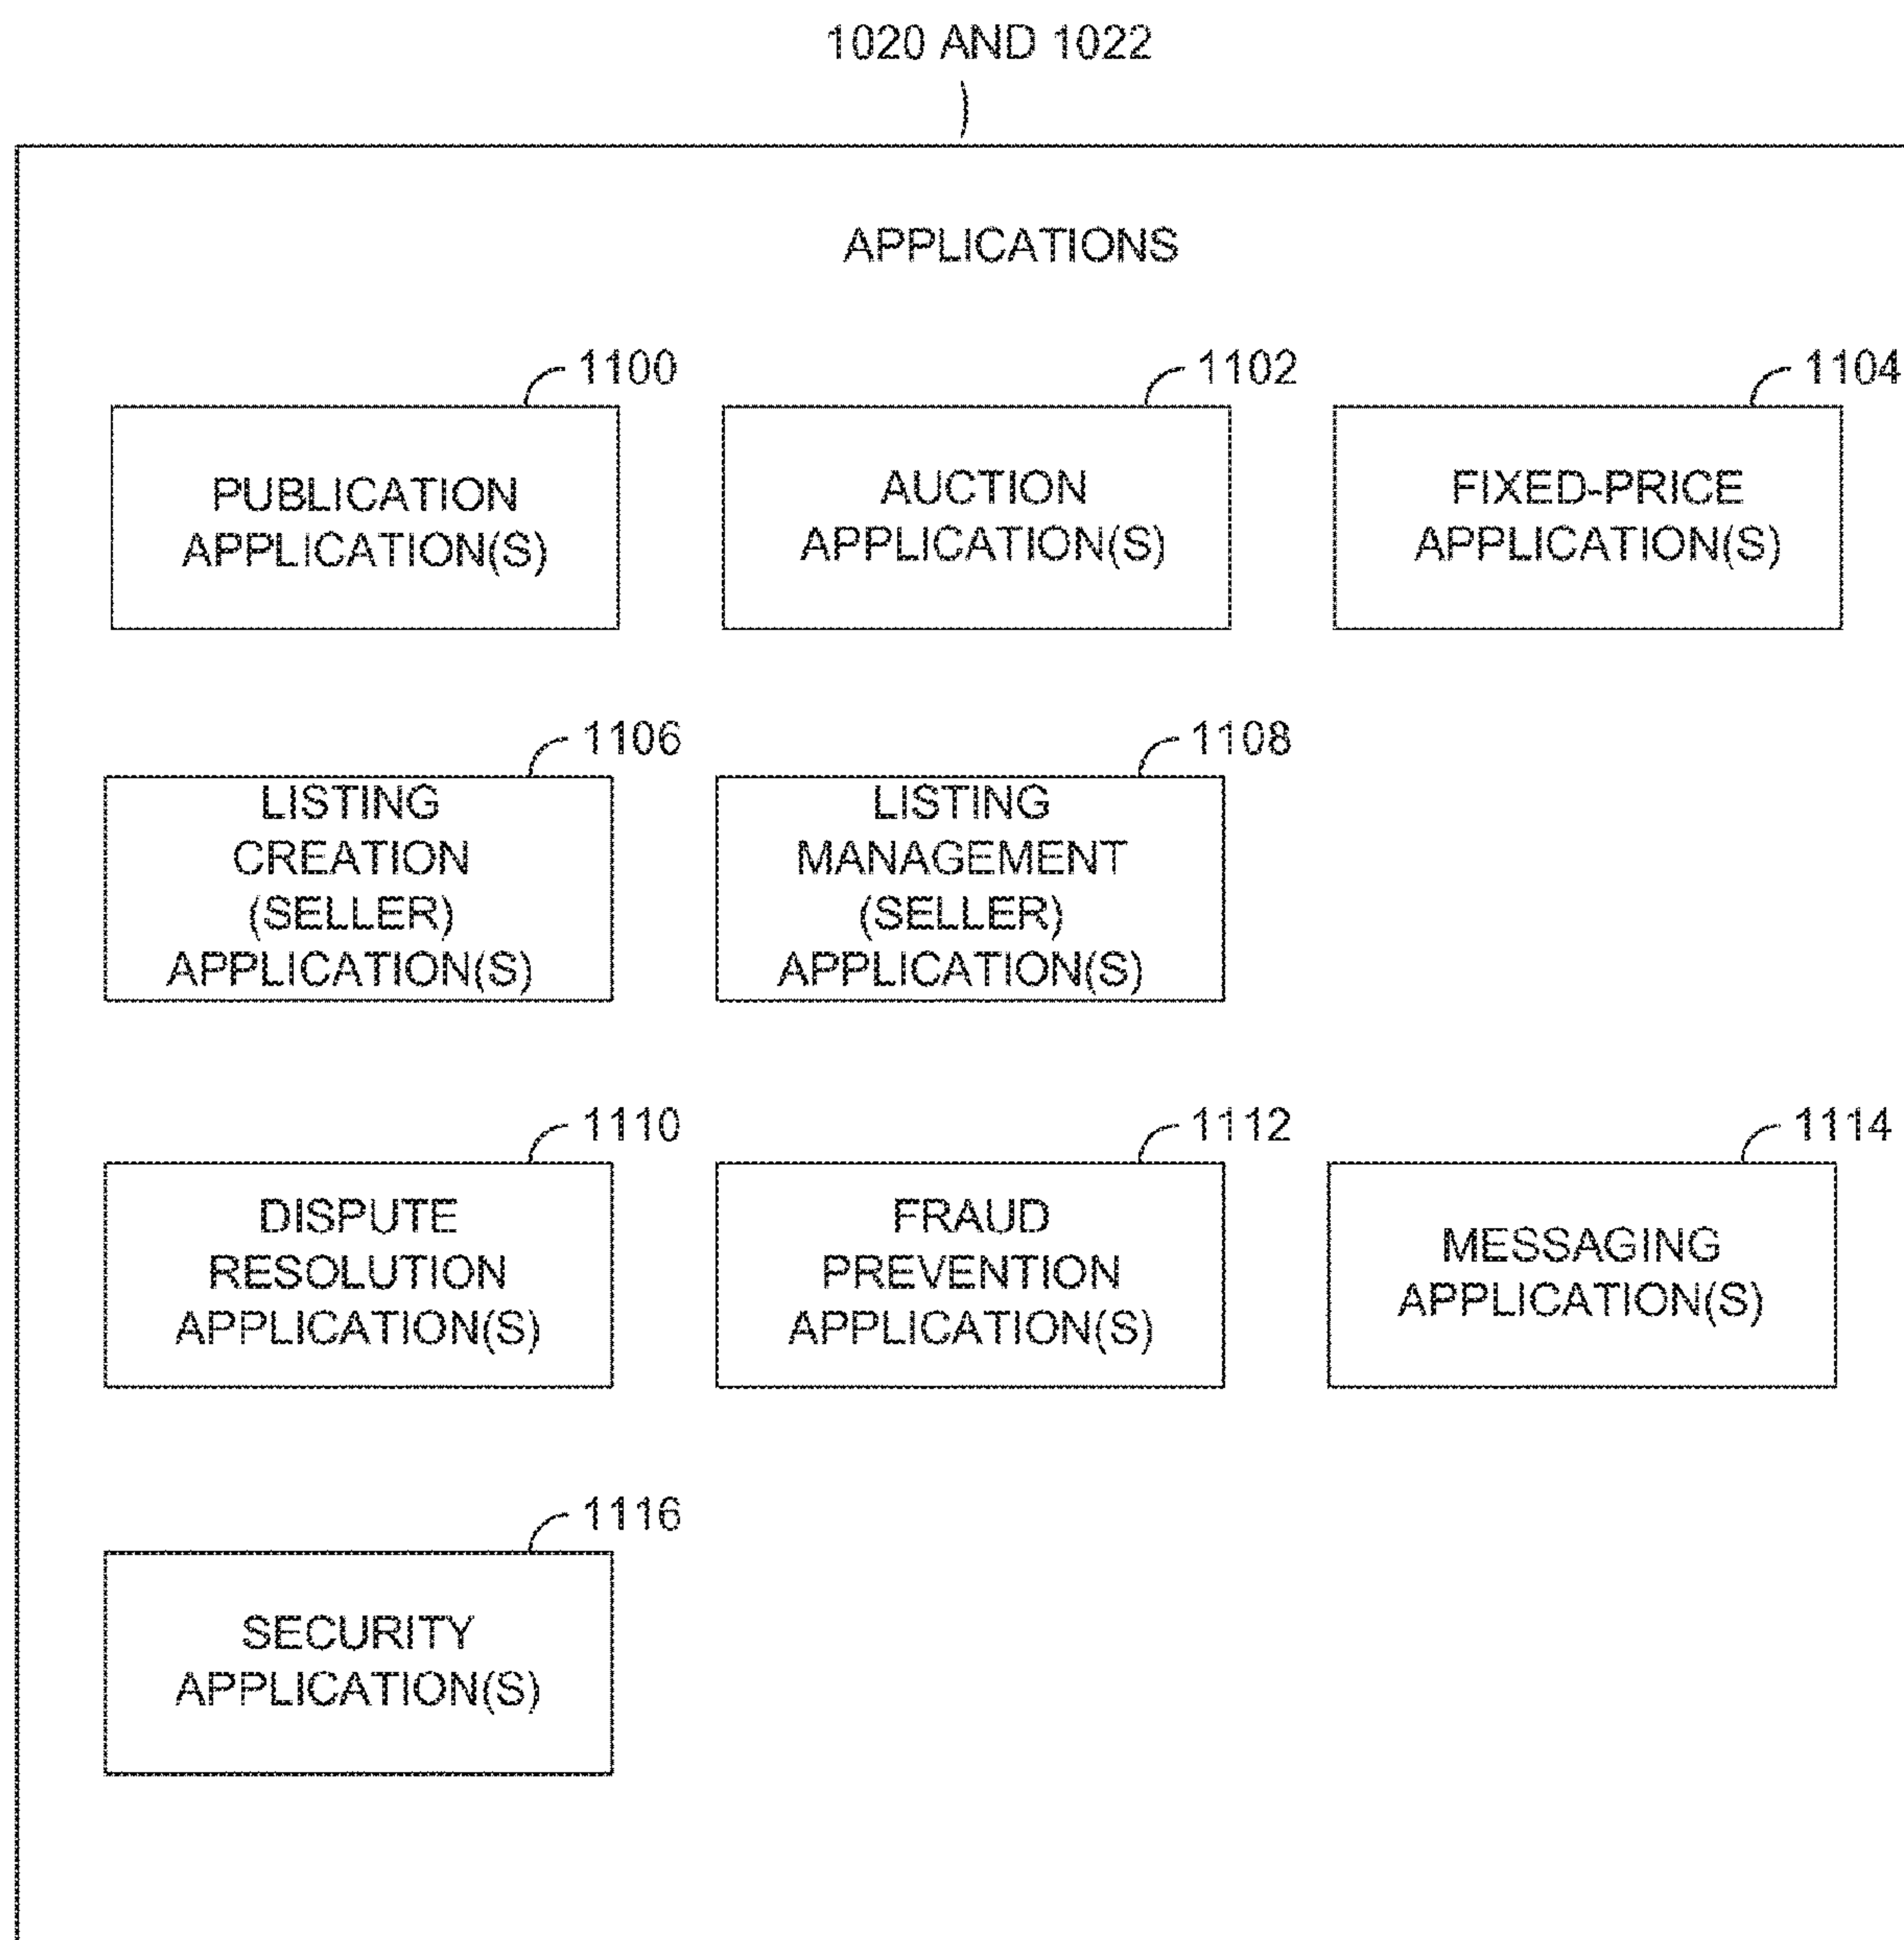 1020 AND 1022
APPLICATIONS
1100
PUBLICATION
APPLICATION(S)
1102
AUCTION
APPLICATION(S)
1104
FIXED-PRICE
APPLICATION(S)
1106
LISTING
CREATION
(SELLER)
APPLICATION(S)
1108
LISTING
MANAGEMENT
(SELLER)
APPLICATION(S)
1110
DISPUTE
RESOLUTION
APPLICATION(S)
1112
FRAUD
PREVENTION
APPLICATION(S)
1114
MESSAGING
APPLICATION(S)
1116
SECURITY
APPLICATION(S)